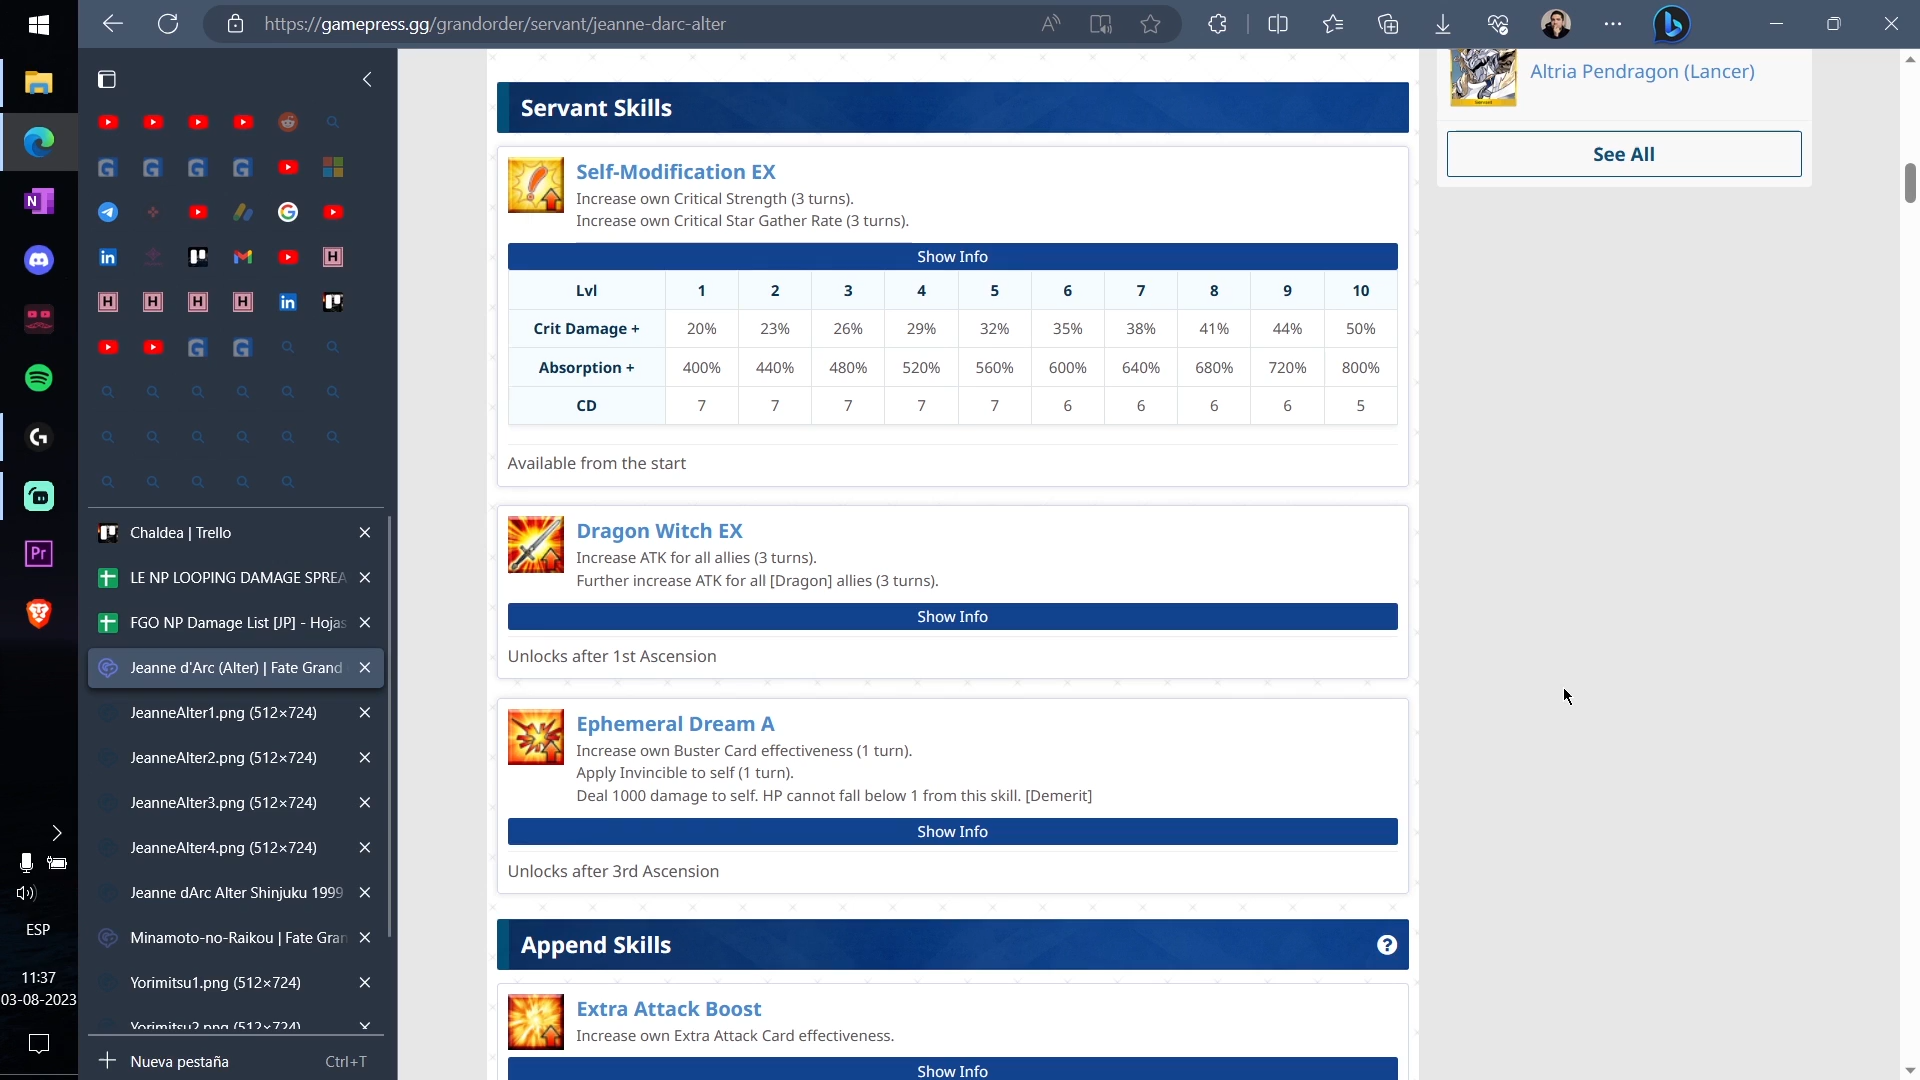 https://gamepress.gg/grandorder/servant/jeanne-darc-alter
Chaldea | Trello
LE NP LOOPING DAMAGE SPREA
FGO NP Damage List [JP] - Hojas
Jeanne d'Arc (Alter) | Fate Grand
JeanneAlter1.png (512×724)
JeanneAlter2.png (512×724)
JeanneAlter3.png (512×724)
JeanneAlter4.png (512×724)
Jeanne dArc Alter Shinjuku 1999
Minamoto-no-Raikou | Fate Gran
Yorimitsu1.png (512×724)
Yorimitsu2.png (512×724)
Nueva pestaña Ctrl+T
ESP
11:37
03-08-2023
Servant Skills
Self-Modification EX
Increase own Critical Strength (3 turns).
Increase own Critical Star Gather Rate (3 turns).
Show Info
Lvl 1 2 3 4 5 6 7 8 9 10
Crit Damage + 20% 23% 26% 29% 32% 35% 38% 41% 44% 50%
Absorption + 400% 440% 480% 520% 560% 600% 640% 680% 720% 800%
CD 7 7 7 7 7 6 6 6 6 5
Available from the start
Dragon Witch EX
Increase ATK for all allies (3 turns).
Further increase ATK for all [Dragon] allies (3 turns).
Show Info
Unlocks after 1st Ascension
Ephemeral Dream A
Increase own Buster Card effectiveness (1 turn).
Apply Invincible to self (1 turn).
Deal 1000 damage to self. HP cannot fall below 1 from this skill. [Demerit]
Show Info
Unlocks after 3rd Ascension
Append Skills
Extra Attack Boost
Increase own Extra Attack Card effectiveness.
Show Info
Altria Pendragon (Lancer)
See All